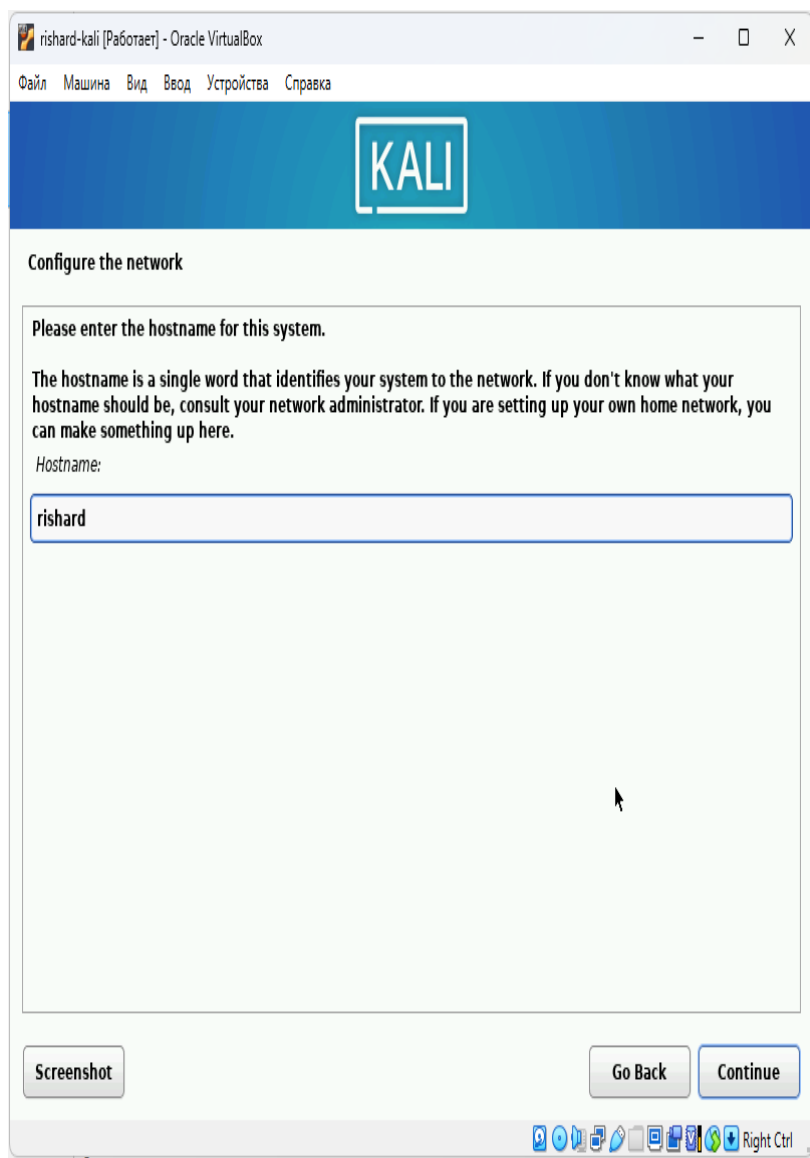 rishard-kali [Работает] - Oracle VirtualBox
Файл Машина Вид Ввод Устройства Справка
KALI
Configure the network
Please enter the hostname for this system.
The hostname is a single word that identifies your system to the network. If you don't know what your
hostname should be, consult your network administrator. If you are setting up your own home network, you
can make something up here.
Hostname:
rishard
Screenshot Go Back Continue
Right Ctrl